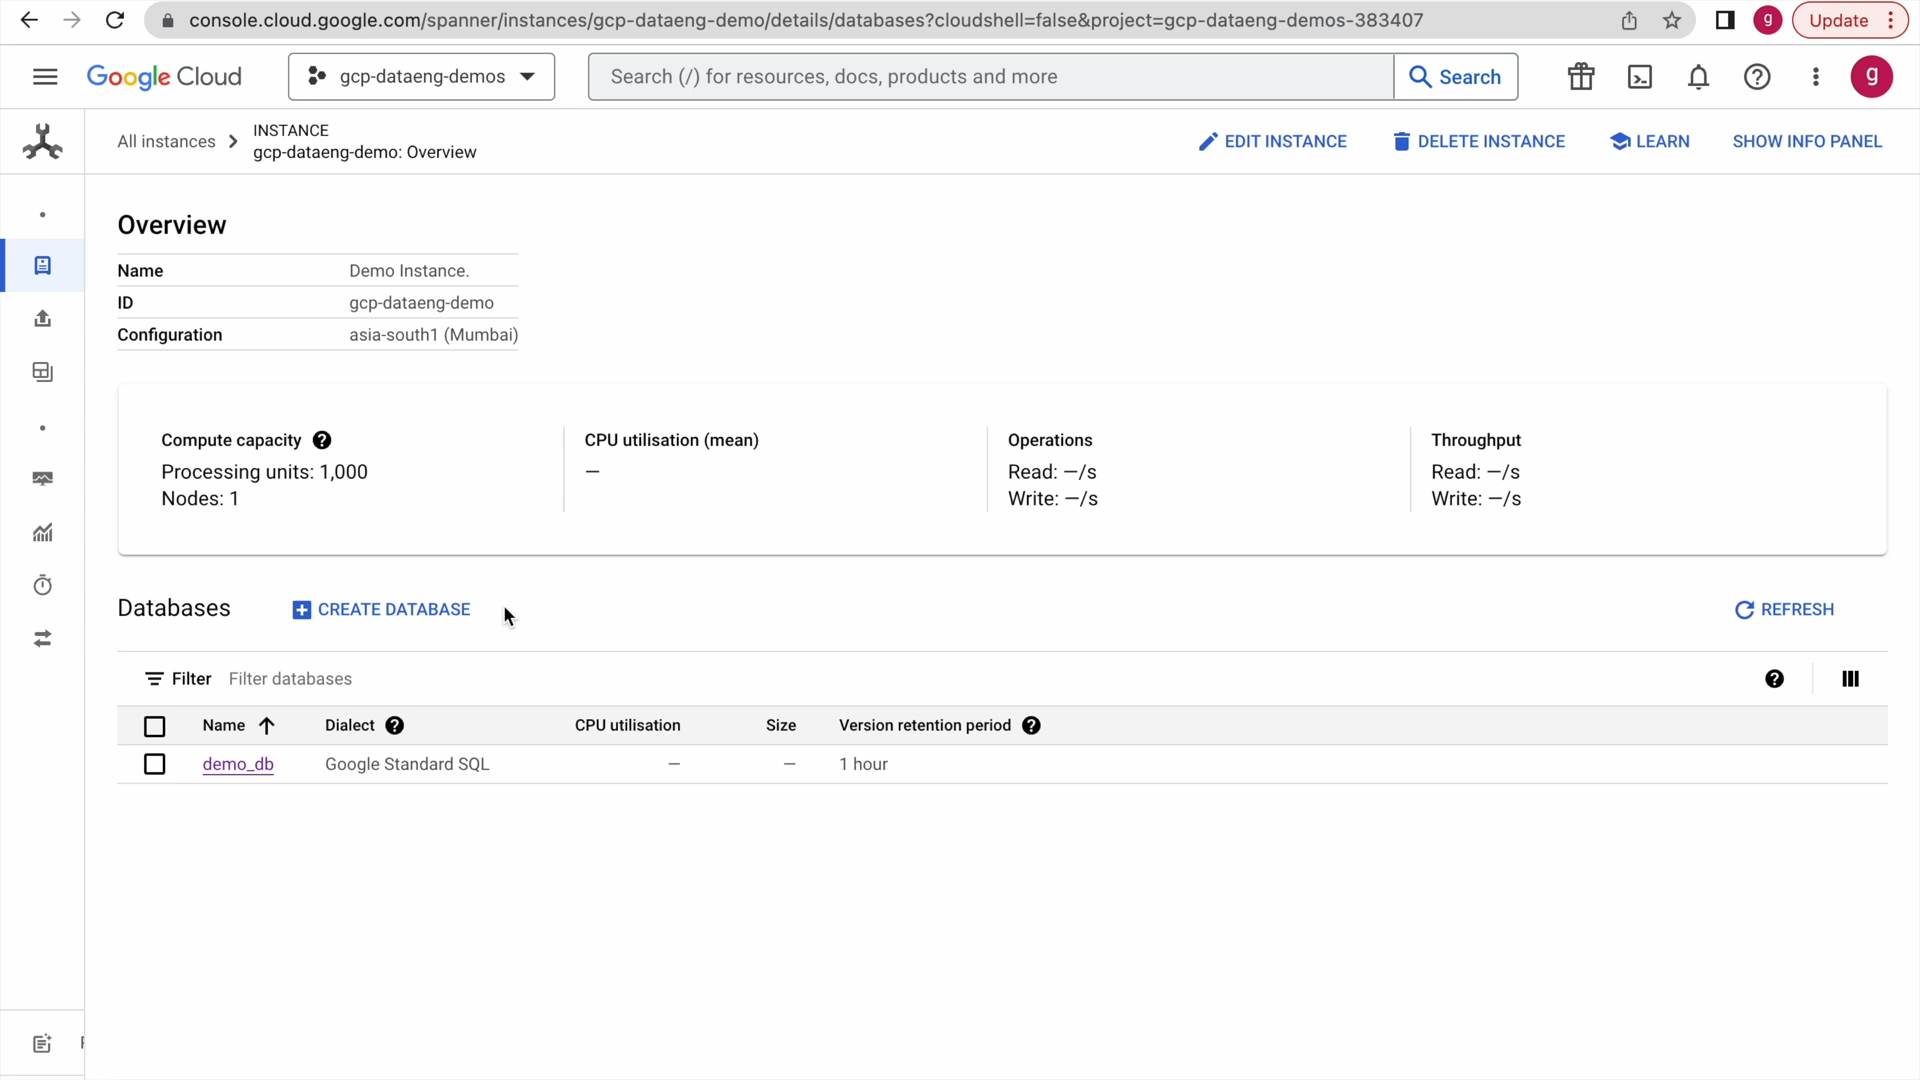 console.cloud.google.com/spanner/instances/gcp-dataeng-demo/details/databases?cloudshell=false&project=gcp-dataeng-demos-383407
g
Update
Google Cloud
gcp-dataeng-demos
Search (/) for resources, docs, products and more
Search
g
All instances
INSTANCE
gcp-dataeng-demo: Overview
EDIT INSTANCE
DELETE INSTANCE
LEARN
SHOW INFO PANEL
Overview
Name Demo Instance.
ID gcp-dataeng-demo
Configuration asia-south1 (Mumbai)
Compute capacity
Processing units: 1,000
Nodes: 1
CPU utilisation (mean)
—
Operations
Read: —/s
Write: —/s
Throughput
Read: —/s
Write: —/s
Databases
CREATE DATABASE
REFRESH
Filter Filter databases
Name Dialect CPU utilisation Size Version retention period
demo_db Google Standard SQL — — 1 hour